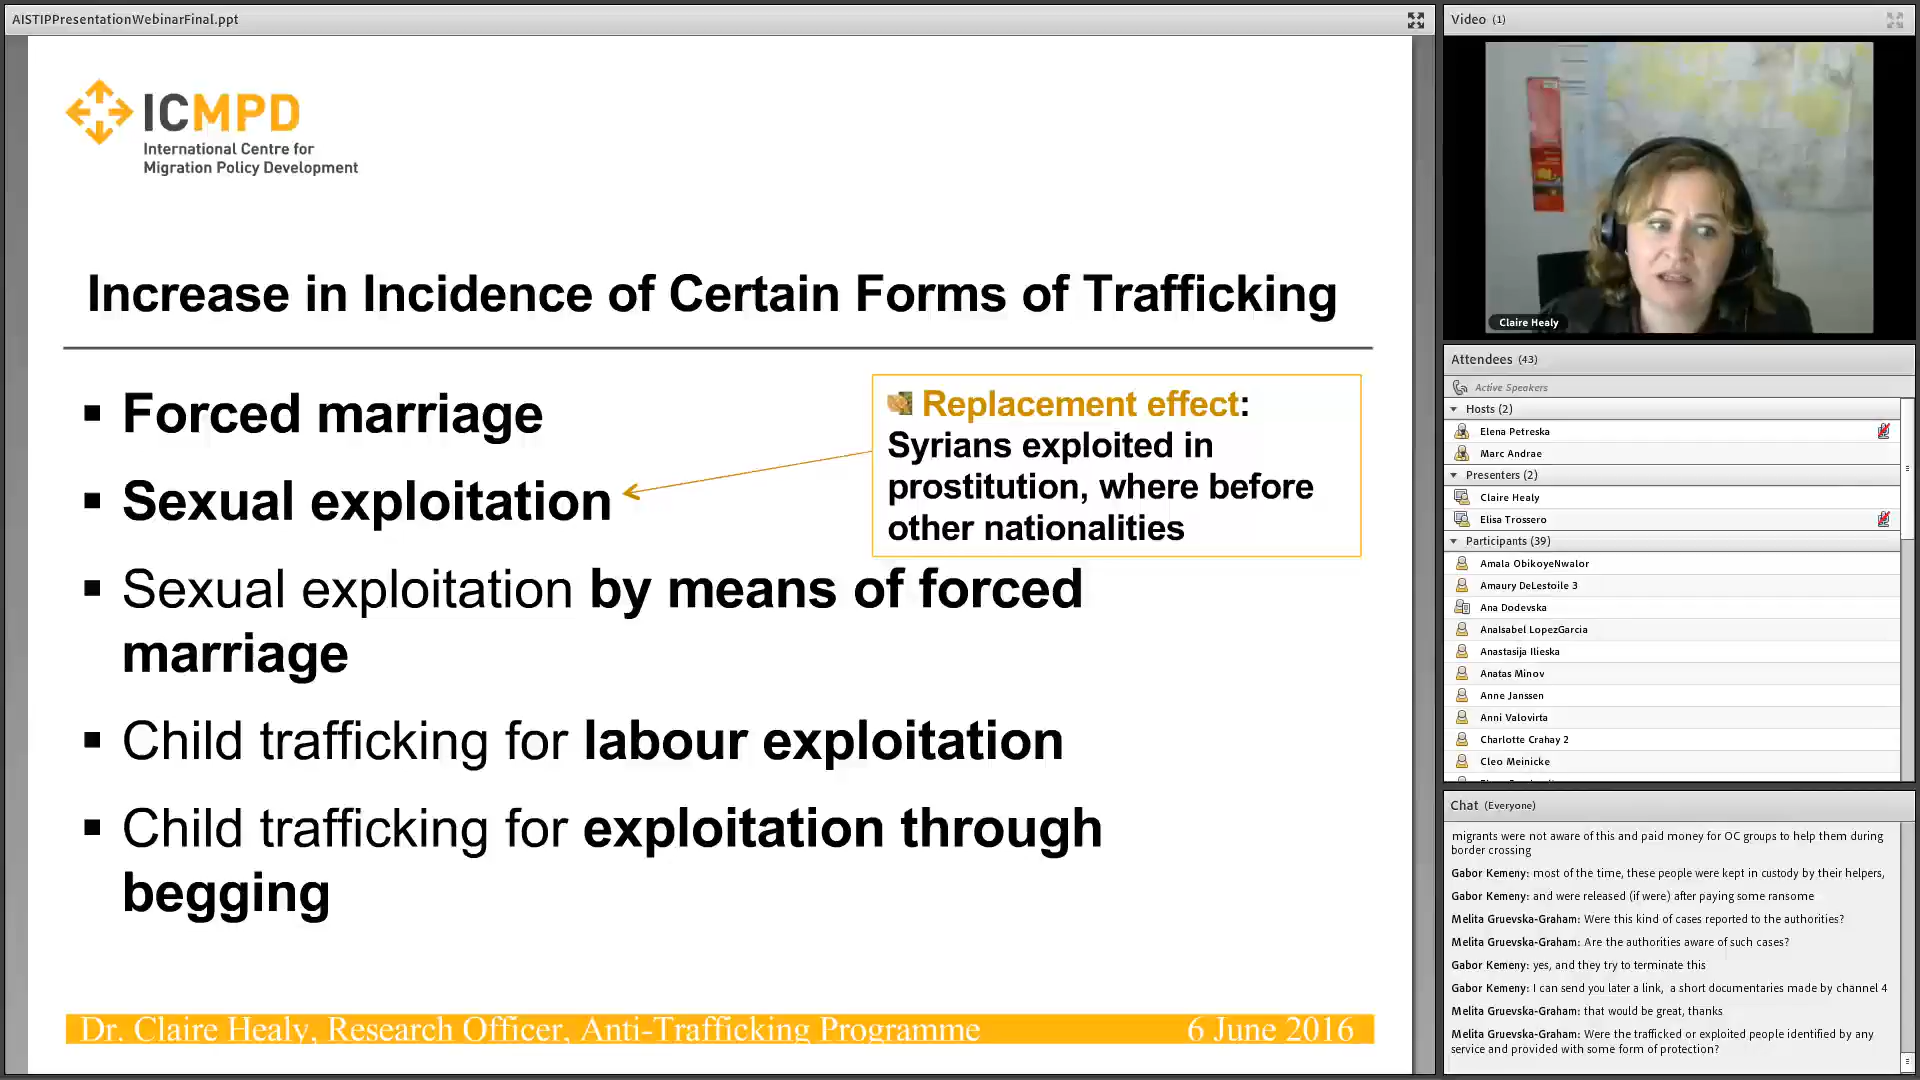 AISTIPPresentationWebinarFinal.ppt
ICMPD
International Centre for
Migration Policy Development
Increase in Incidence of Certain Forms of Trafficking
▪ Forced marriage
▪ Sexual exploitation
▪ Sexual exploitation by means of forced
marriage
▪ Child trafficking for labour exploitation
▪ Child trafficking for exploitation through
begging
Replacement effect:
Syrians exploited in
prostitution, where before
other nationalities
Dr. Claire Healy, Research Officer, Anti-Trafficking Programme 6 June 2016
Video (1)
Claire Healy
Attendees (43)
Active Speakers
Hosts (2)
Elena Petreska
Marc Andrae
Presenters (2)
Claire Healy
Elisa Trossero
Participants (39)
Amala ObikoyeNwalor
Amaury DeLestoile 3
Ana Dodevska
AnaIsabel LopezGarcia
Anastasija Ilieska
Anatas Minov
Anne Janssen
Anni Valovirta
Charlotte Crahay 2
Cleo Meinicke
Chat (Everyone)
migrants were not aware of this and paid money for OC groups to help them during
border crossing
Gabor Kemeny: most of the time, these people were kept in custody by their helpers,
Gabor Kemeny: and were released (if were) after paying some ransome
Melita Gruevska-Graham: Were this kind of cases reported to the authorities?
Melita Gruevska-Graham: Are the authorities aware of such cases?
Gabor Kemeny: yes, and they try to terminate this
Gabor Kemeny: I can send you later a link, a short documentaries made by channel 4
Melita Gruevska-Graham: that would be great, thanks
Melita Gruevska-Graham: Were the trafficked or exploited people identified by any
service and provided with some form of protection?